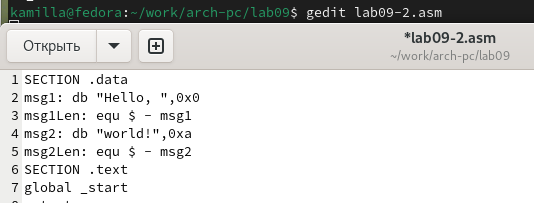 kamilla@fedora:~/work/arch-pc/lab09$ gedit lab09-2.asm
Открыть
*lab09-2.asm
~/work/arch-pc/lab09
1 SECTION .data
2 msg1: db "Hello, ",0x0
3 msg1Len: equ $ - msg1
4 msg2: db "world!",0xa
5 msg2Len: equ $ - msg2
6 SECTION .text
7 global _start